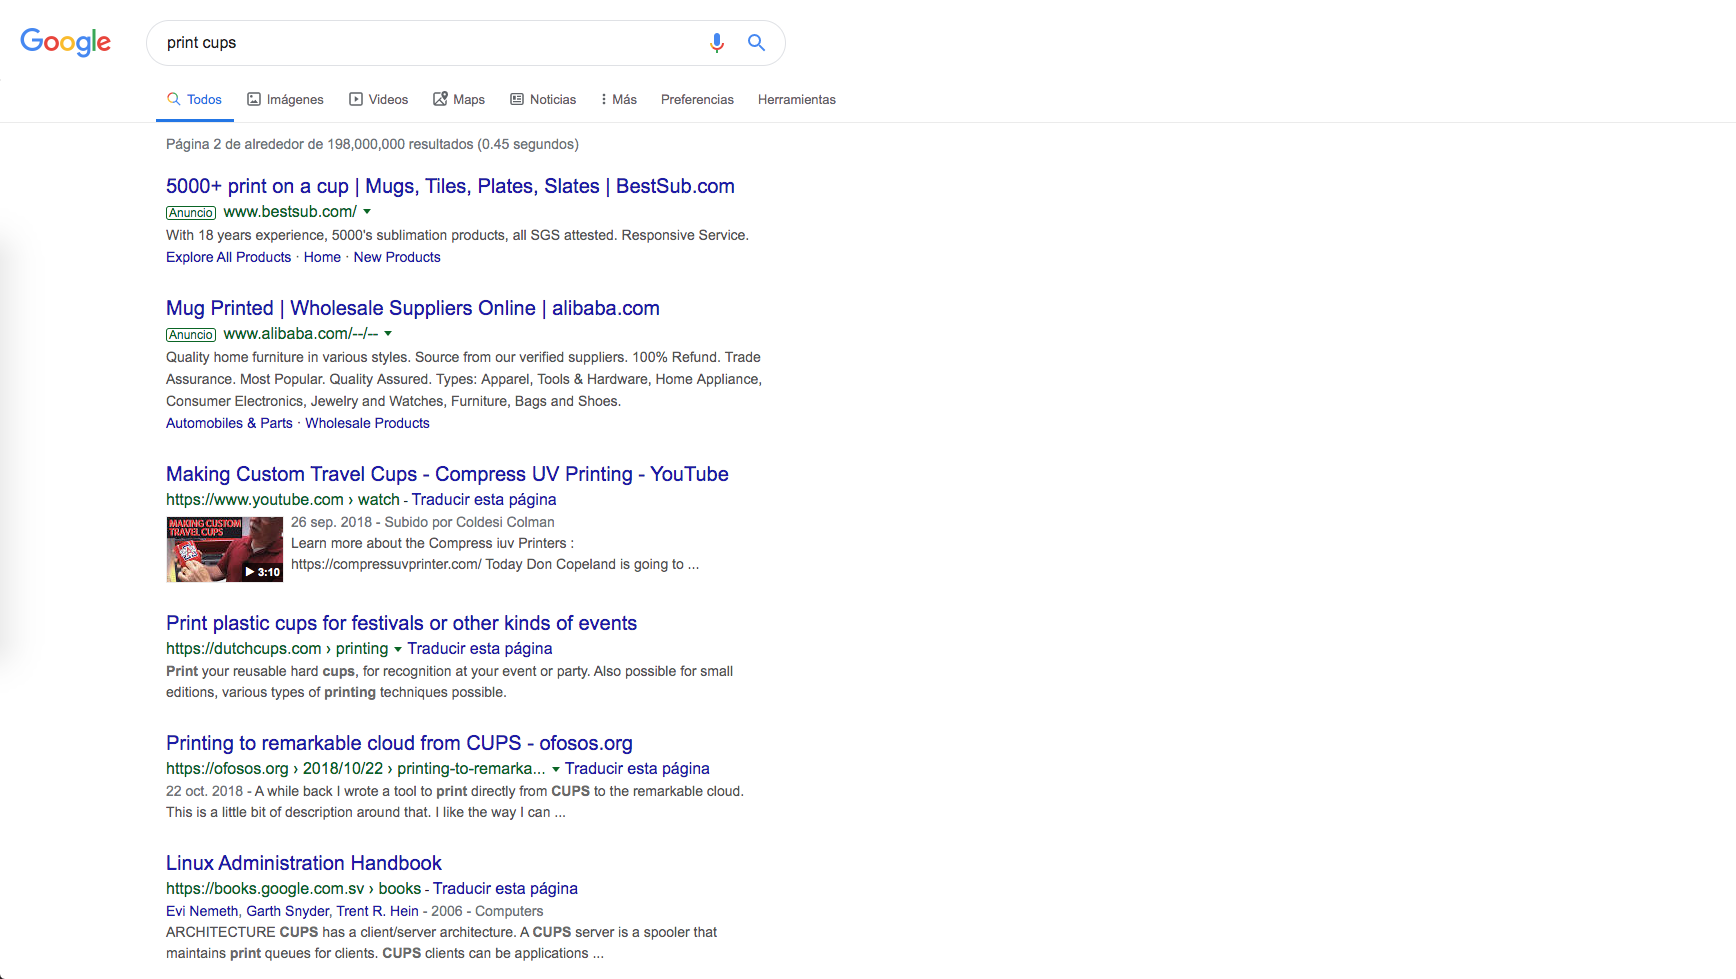 Google
print cups
Todos
Imágenes
Videos
Maps
Noticias
Más
Preferencias
Herramientas
Página 2 de alrededor de 198,000,000 resultados (0.45 segundos)
5000+ print on a cup | Mugs, Tiles, Plates, Slates | BestSub.com
Anuncio www.bestsub.com/
With 18 years experience, 5000's sublimation products, all SGS attested. Responsive Service.
Explore All Products · Home · New Products
Mug Printed | Wholesale Suppliers Online | alibaba.com
Anuncio www.alibaba.com/--/--
Quality home furniture in various styles. Source from our verified suppliers. 100% Refund. Trade
Assurance. Most Popular. Quality Assured. Types: Apparel, Tools & Hardware, Home Appliance,
Consumer Electronics, Jewelry and Watches, Furniture, Bags and Shoes.
Automobiles & Parts · Wholesale Products
Making Custom Travel Cups - Compress UV Printing - YouTube
https://www.youtube.com › watch - Traducir esta página
MAKING CUSTOM
TRAVEL CUPS
3:10
26 sep. 2018 - Subido por Coldesi Colman
Learn more about the Compress iuv Printers :
https://compressuvprinter.com/ Today Don Copeland is going to ...
Print plastic cups for festivals or other kinds of events
https://dutchcups.com › printing Traducir esta página
Print your reusable hard cups, for recognition at your event or party. Also possible for small
editions, various types of printing techniques possible.
Printing to remarkable cloud from CUPS - ofosos.org
https://ofosos.org › 2018/10/22 › printing-to-remarka... Traducir esta página
22 oct. 2018 - A while back I wrote a tool to print directly from CUPS to the remarkable cloud.
This is a little bit of description around that. I like the way I can ...
Linux Administration Handbook
https://books.google.com.sv › books - Traducir esta página
Evi Nemeth, Garth Snyder, Trent R. Hein - 2006 - Computers
ARCHITECTURE CUPS has a client/server architecture. A CUPS server is a spooler that
maintains print queues for clients. CUPS clients can be applications ...